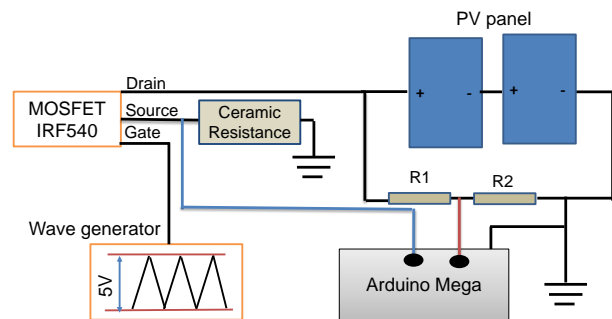 PV panel
Drain
MOSFET
IRF540
Source
Gate
Ceramic
Resistance
+ - + -
R1
R2
Wave generator
5V
Arduino Mega